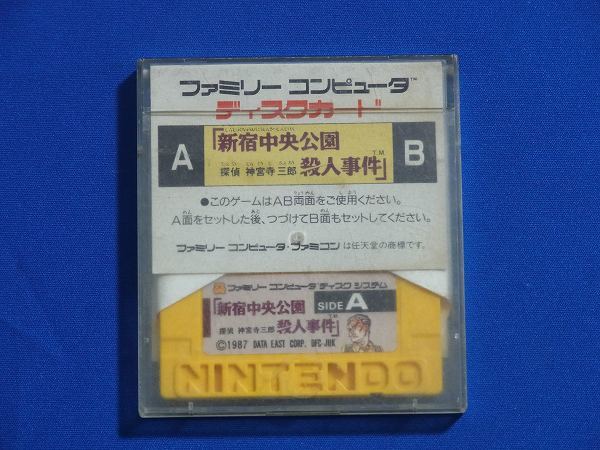 ファミリー コンピュータ™
ディスクカード
A
「新宿中央公園
探偵 神宮寺三郎 殺人事件」T.M.
B
●このゲームはAB両面をご使用ください。
A面をセットした後、つづけてB面もセットしてください。
ファミリー コンピュータ・ファミコン は任天堂の商標です。
ファミリー コンピュータ ディスク システム
「新宿中央公園 SIDE A
探偵 神宮寺三郎 殺人事件」T.M.
©1987 DATA EAST CORP. DFC-JHK
NINTENDO